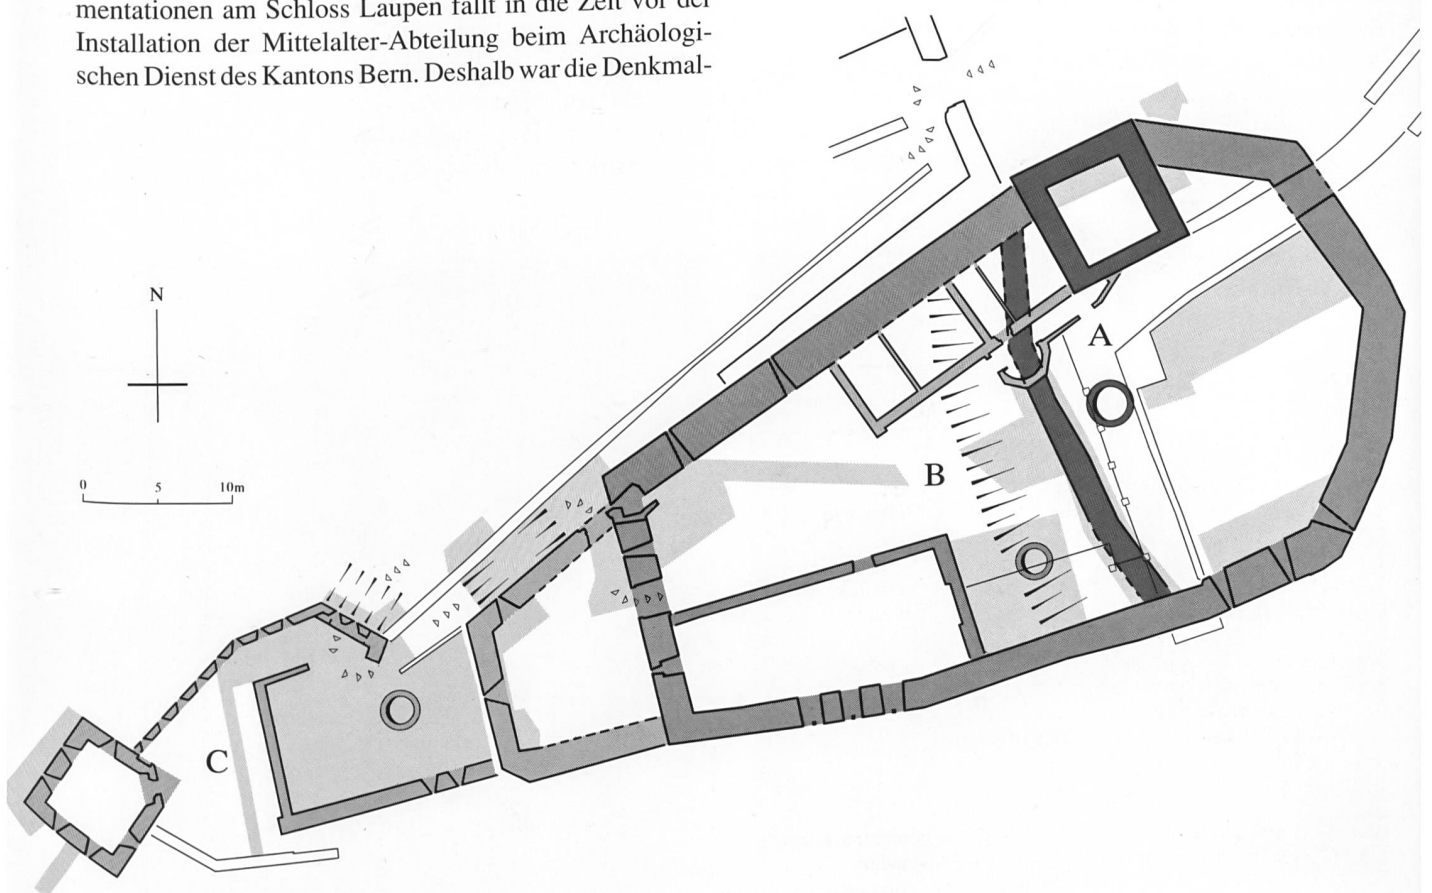 mentationen am Schloss Laupen fällt in die Zeit vor der
Installation der Mittelalter-Abteilung beim Archäologi-
schen Dienst des Kantons Bern. Deshalb war die Denkmal-
N
0 5 10m
A
B
C